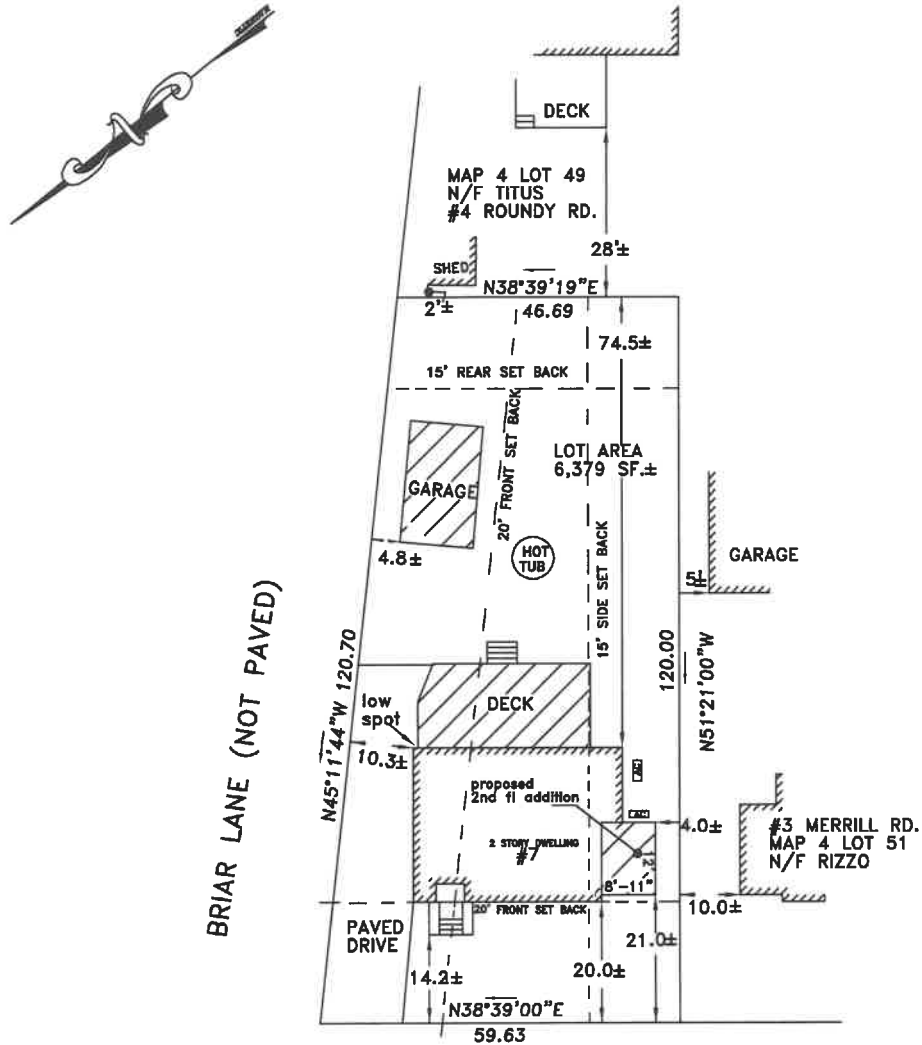 DECK
MAP 4 LOT 49
N/F TITUS
#4 ROUNDY RD.
28'±
SHED
N38°39'19"E
46.69
2'±
74.5±
15' REAR SET BACK
20' FRONT SET BACK
LOT AREA
6,379 SF.±
GARAGE
HOT
TUB
GARAGE
4.8±
5'±
15' SIDE SET BACK
120.00
N51°21'00"W
BRIAR LANE (NOT PAVED)
N45°11'44"W 120.70
low
spot
DECK
10.3±
AC
AC
proposed
2nd fl addition
2 STORY DWELLING
#7
12'
8'-11"
4.0±
#3 MERRILL RD.
MAP 4 LOT 51
N/F RIZZO
10.0±
20' FRONT SET BACK
PAVED
DRIVE
14.2±
20.0±
21.0±
N38°39'00"E
59.63